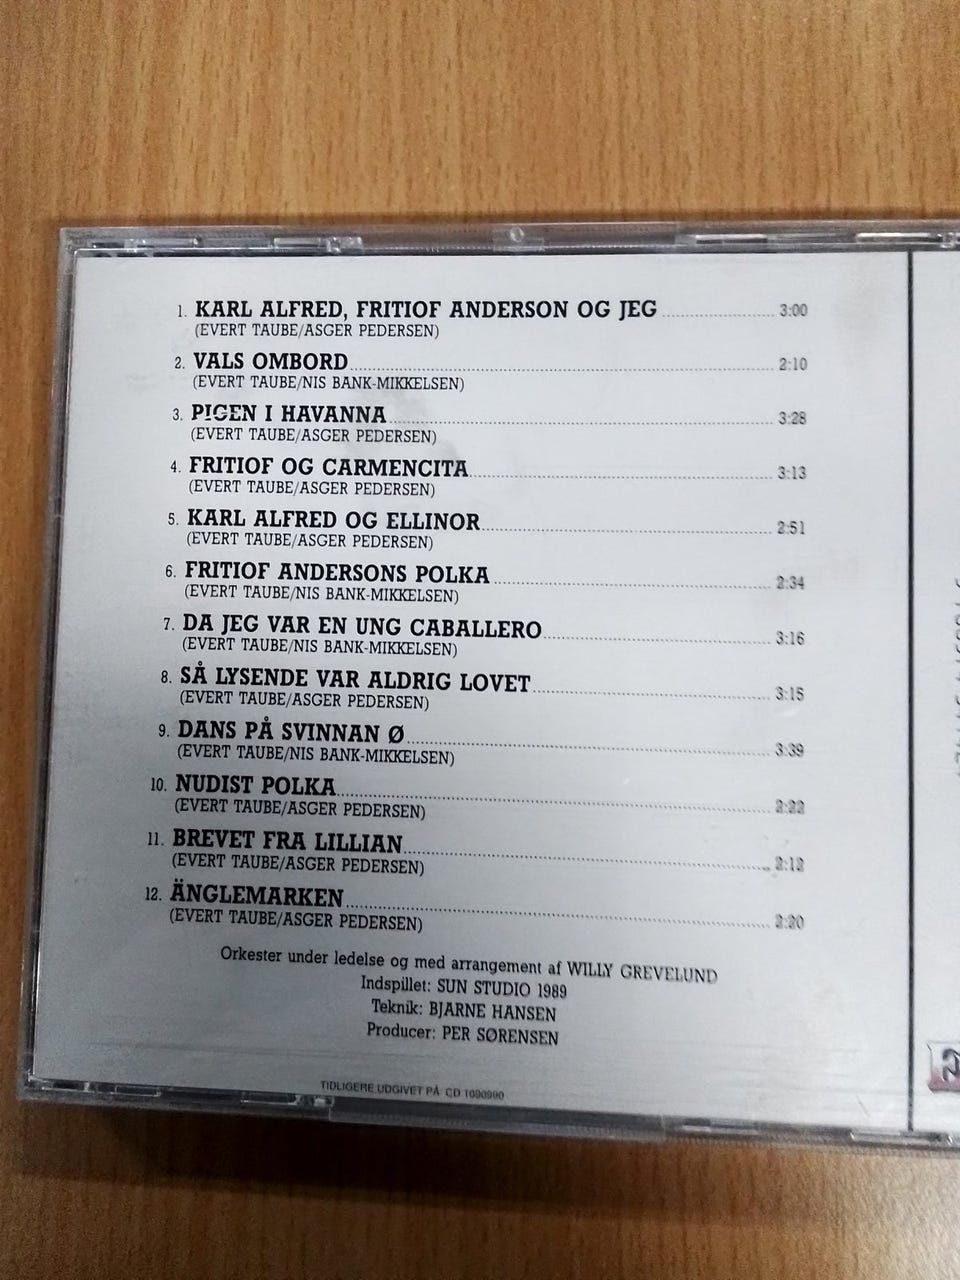 1. KARL ALFRED, FRITIOF ANDERSON OG JEG 3:00
(EVERT TAUBE/ASGER PEDERSEN)
2. VALS OMBORD 2:10
(EVERT TAUBE/NIS BANK-MIKKELSEN)
3. PIGEN I HAVANNA 3:28
(EVERT TAUBE/ASGER PEDERSEN)
4. FRITIOF OG CARMENCITA 3:13
(EVERT TAUBE/ASGER PEDERSEN)
5. KARL ALFRED OG ELLINOR 2:51
(EVERT TAUBE/ASGER PEDERSEN)
6. FRITIOF ANDERSONS POLKA 2:34
(EVERT TAUBE/NIS BANK-MIKKELSEN)
7. DA JEG VAR EN UNG CABALLERO 3:16
(EVERT TAUBE/NIS BANK-MIKKELSEN)
8. SÅ LYSENDE VAR ALDRIG LOVET 3:15
(EVERT TAUBE/ASGER PEDERSEN)
9. DANS PÅ SVINNAN Ø 3:39
(EVERT TAUBE/NIS BANK-MIKKELSEN)
10. NUDIST POLKA 2:22
(EVERT TAUBE/ASGER PEDERSEN)
11. BREVET FRA LILLIAN 2:12
(EVERT TAUBE/ASGER PEDERSEN)
12. ÄNGLEMARKEN 2:20
(EVERT TAUBE/ASGER PEDERSEN)
Orkester under ledelse og med arrangement af WILLY GREVELUND
Indspillet: SUN STUDIO 1989
Teknik: BJARNE HANSEN
Producer: PER SØRENSEN
TIDLIGERE UDGIVET PÅ CD